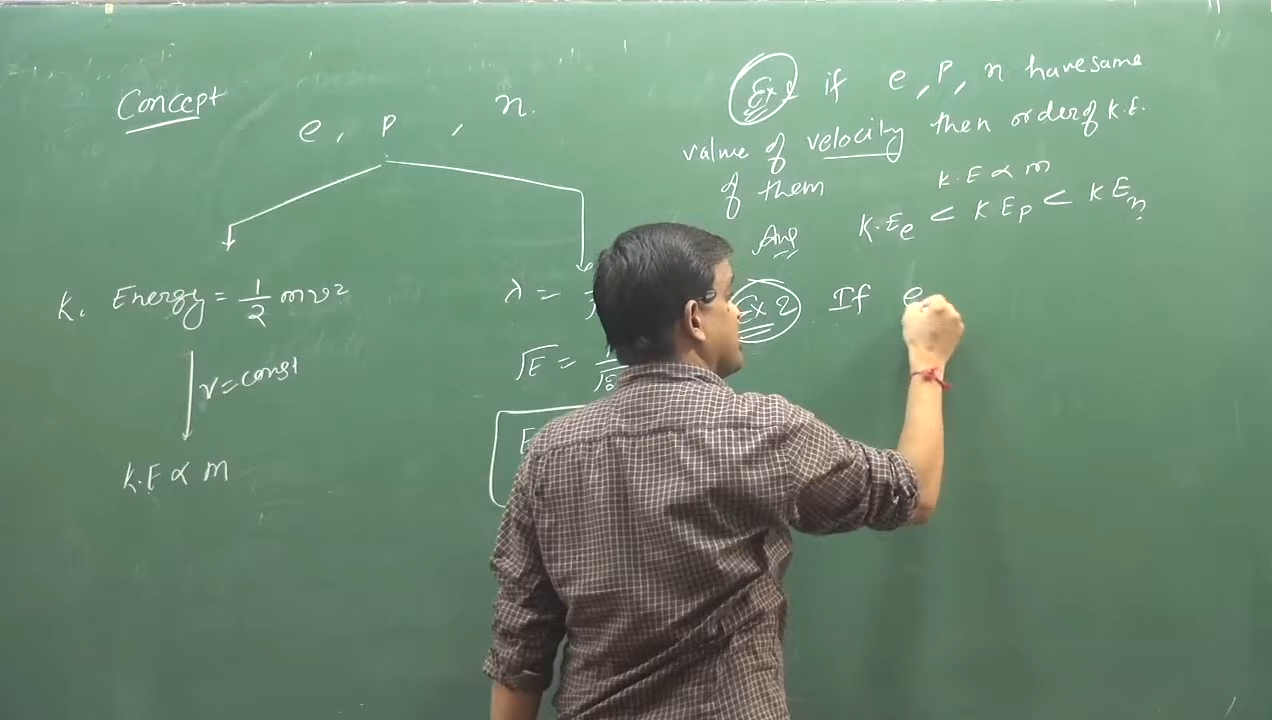 Concept
e, P, n.
K. Energy = 1/2 mv²
v = const
K.E ∝ m
λ =
√E =
Ex 1 if e, P, n have same
value of velocity then order of K.E.
of them
K.E ∝ m
Ans K.Ee < K.Ep < K.En
Ex 2 If e